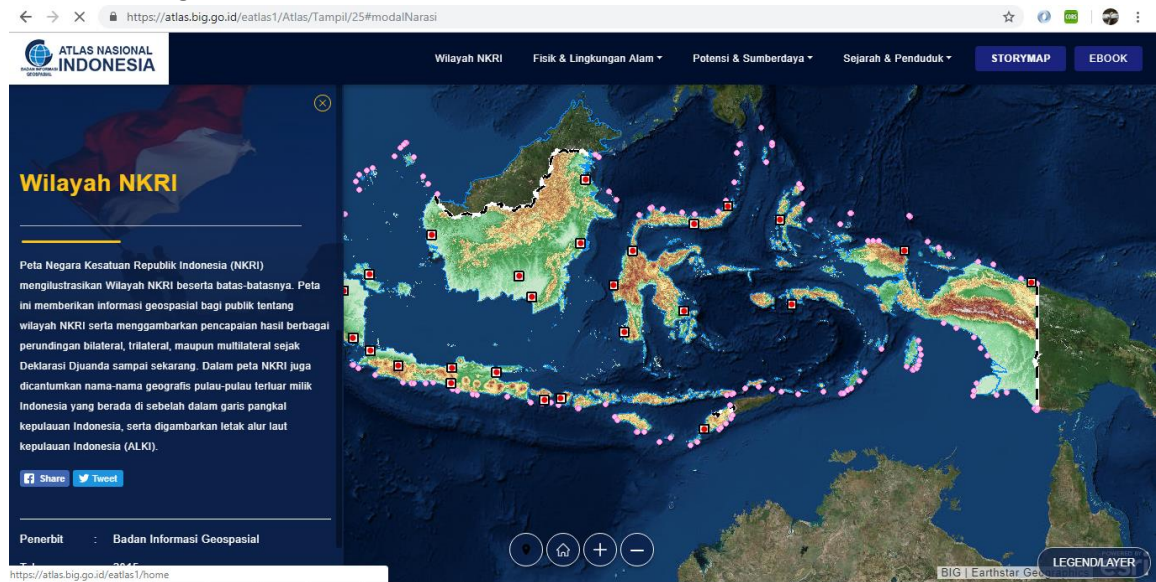 https://atlas.big.go.id/eatlas1/Atlas/Tampil/25#modalNarasi
CORS
BADAN INFORMASI GEOSPASIAL
ATLAS NASIONAL
INDONESIA
Wilayah NKRI Fisik & Lingkungan Alam Potensi & Sumberdaya Sejarah & Penduduk STORYMAP EBOOK
Wilayah NKRI
Peta Negara Kesatuan Republik Indonesia (NKRI)
mengilustrasikan Wilayah NKRI beserta batas-batasnya. Peta
ini memberikan informasi geospasial bagi publik tentang
wilayah NKRI serta menggambarkan pencapaian hasil berbagai
perundingan bilateral, trilateral, maupun multilateral sejak
Deklarasi Djuanda sampai sekarang. Dalam peta NKRI juga
dicantumkan nama-nama geografis pulau-pulau terluar milik
Indonesia yang berada di sebelah dalam garis pangkal
kepulauan Indonesia, serta digambarkan letak alur laut
kepulauan Indonesia (ALKI).
Share Tweet
Penerbit : Badan Informasi Geospasial
https://atlas.big.go.id/eatlas1/home
LEGEND/LAYER
BIG | Earthstar
esri